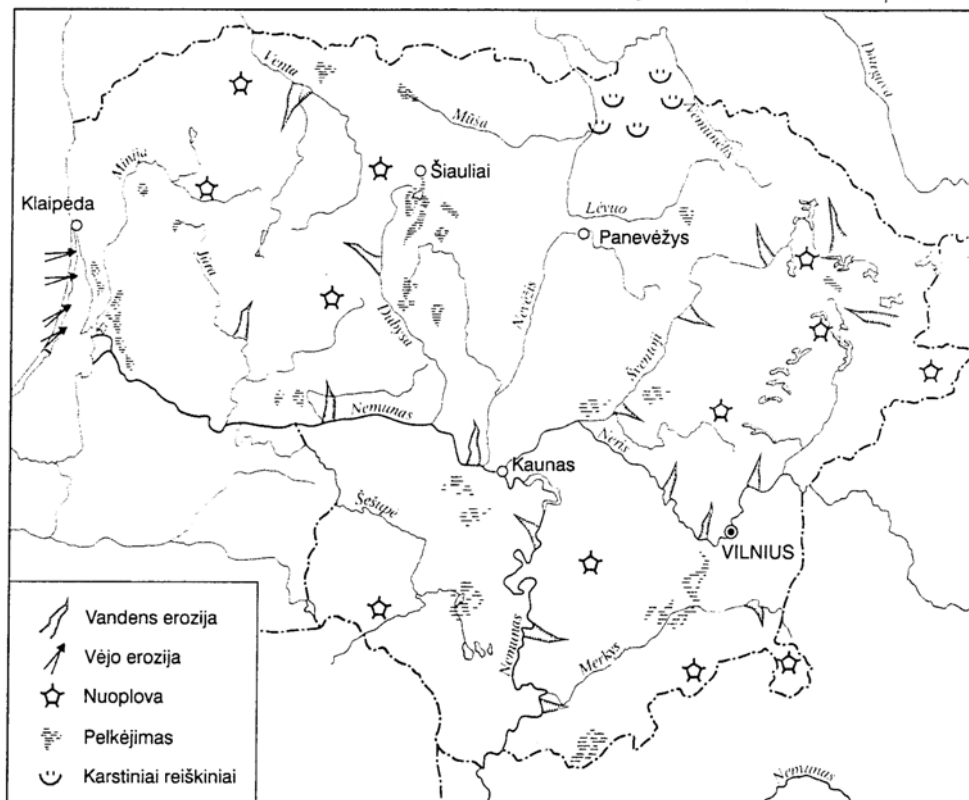 Venta
Dauguva
Mūša
Nemunėlis
Minija
Šiauliai
Klaipėda
Lėvuo
Panevėžys
Jūra
Dubysa
Nevėžis
Šventoji
Nemunas
Neris
Kaunas
Šešupė
VILNIUS
Nemunas
Merkys
Vandens erozija
Vėjo erozija
Nuoplova
Pelkėjimas
Karstiniai reiškiniai
Nemunas